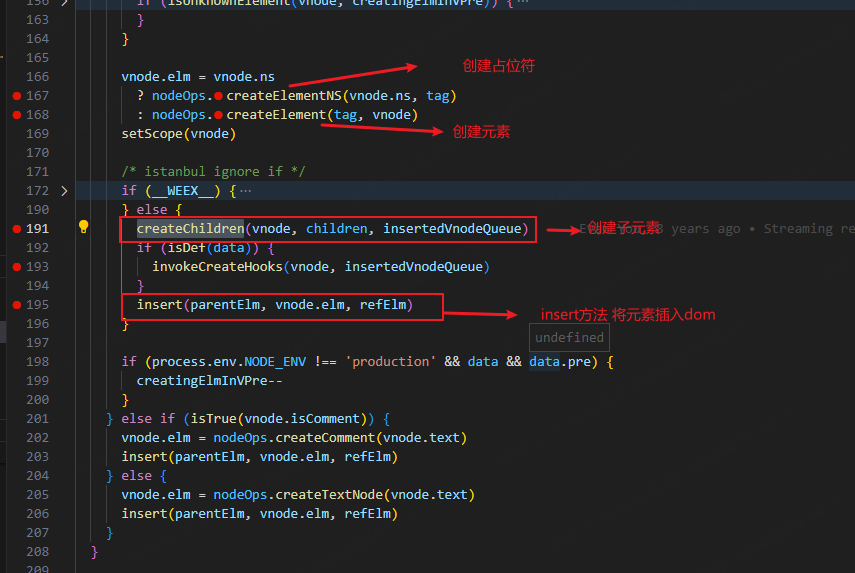 156 > if (isUnknownElement(vnode, creatingElmInVPre)) {…
163 }
164 }
165
166 vnode.elm = vnode.ns 创建占位符
167 ? nodeOps.createElementNS(vnode.ns, tag)
168 : nodeOps.createElement(tag, vnode)
169 setScope(vnode) 创建元素
170
171 /* istanbul ignore if */
172 > if (__WEEX__) {…
190 } else {
191 createChildren(vnode, children, insertedVnodeQueue) 创建子元素 years ago • Streaming re
192 if (isDef(data)) {
193 invokeCreateHooks(vnode, insertedVnodeQueue)
194 }
195 insert(parentElm, vnode.elm, refElm) insert方法 将元素插入dom
196 }
197 undefined
198 if (process.env.NODE_ENV !== 'production' && data && data.pre) {
199 creatingElmInVPre--
200 }
201 } else if (isTrue(vnode.isComment)) {
202 vnode.elm = nodeOps.createComment(vnode.text)
203 insert(parentElm, vnode.elm, refElm)
204 } else {
205 vnode.elm = nodeOps.createTextNode(vnode.text)
206 insert(parentElm, vnode.elm, refElm)
207 }
208 }
209